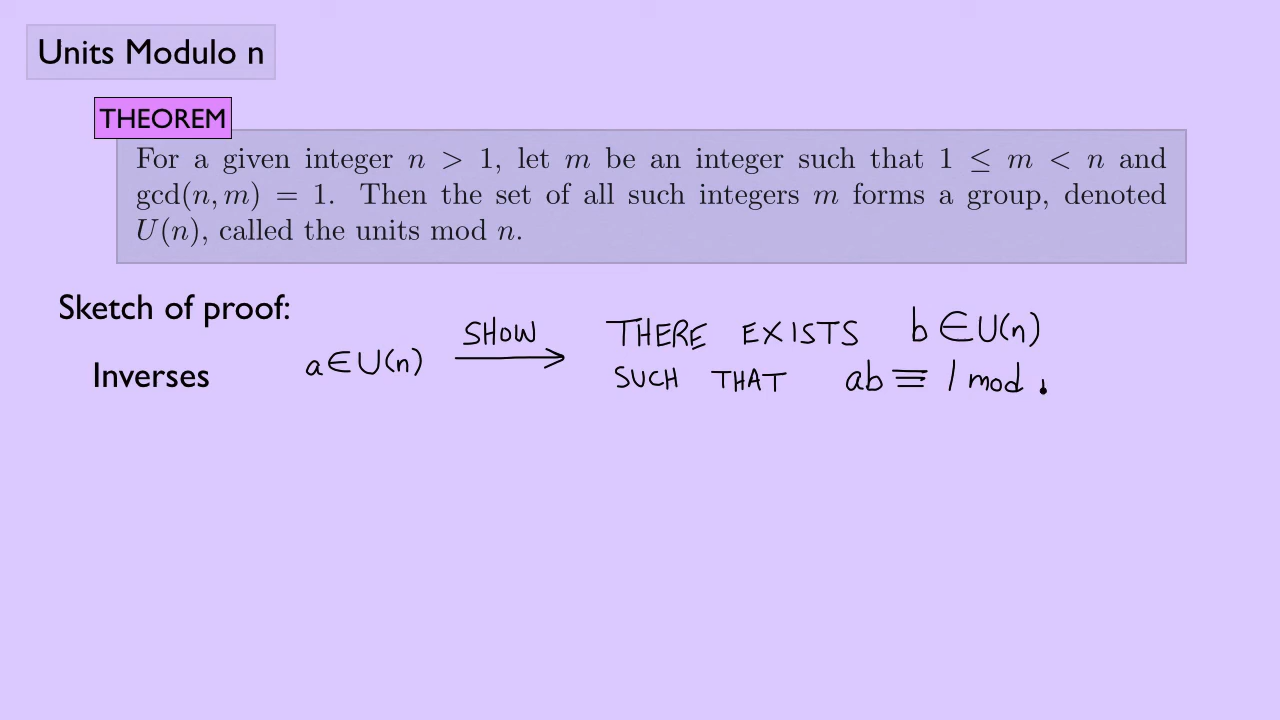 Units Modulo n
THEOREM
For a given integer n > 1, let m be an integer such that 1 ≤ m < n and
gcd(n, m) = 1. Then the set of all such integers m forms a group, denoted
U(n), called the units mod n.
Sketch of proof:
Inverses
a ∈ U(n)
SHOW
THERE EXISTS b ∈ U(n)
SUCH THAT ab ≡ 1 mod